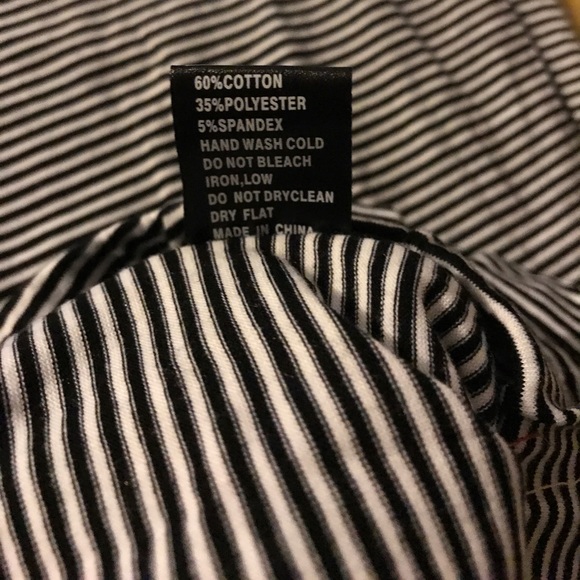 60%COTTON
35%POLYESTER
5%SPANDEX
HAND WASH COLD
DO NOT BLEACH
IRON,LOW
DO NOT DRYCLEAN
DRY FLAT
MADE IN CHINA